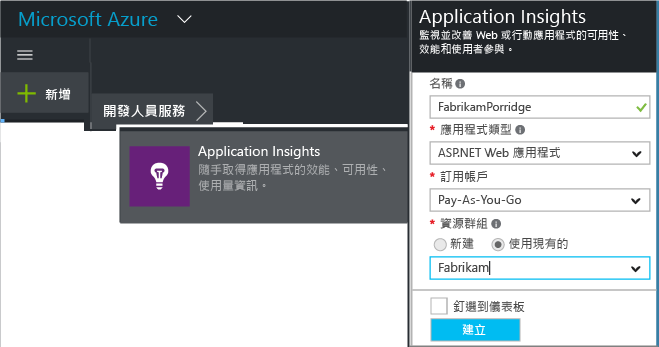 Microsoft Azure
新增
開發人員服務
Application Insights
隨手取得應用程式的效能、可用性、
使用量資訊。
Application Insights
監視並改善 Web 或行動應用程式的可用性、
效能和使用者參與。
名稱
FabrikamPorridge
* 應用程式類型
ASP.NET Web 應用程式
* 訂用帳戶
Pay-As-You-Go
* 資源群組
新建 使用現有的
Fabrikam
釘選到儀表板
建立